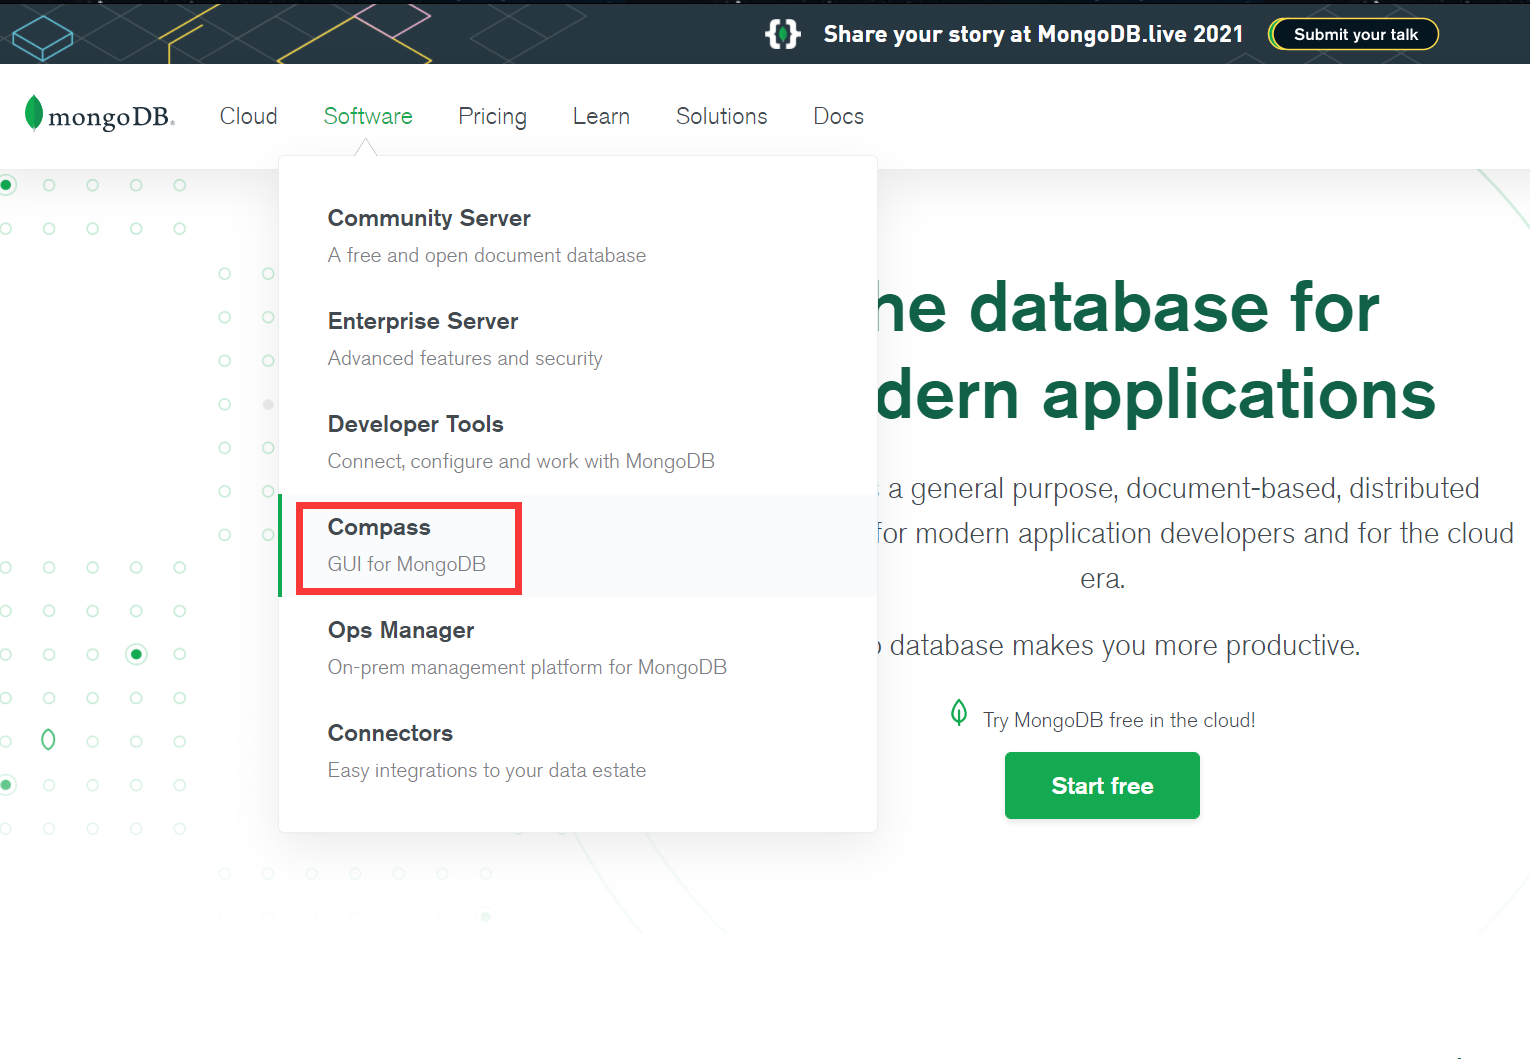 Share your story at MongoDB.live 2021
Submit your talk
mongoDB®
Cloud
Software
Pricing
Learn
Solutions
Docs
Community Server
A free and open document database
Enterprise Server
Advanced features and security
Developer Tools
Connect, configure and work with MongoDB
Compass
GUI for MongoDB
Ops Manager
On-prem management platform for MongoDB
Connectors
Easy integrations to your data estate
he database for
dern applications
a general purpose, document-based, distributed
for modern application developers and for the cloud
era.
database makes you more productive.
Try MongoDB free in the cloud!
Start free